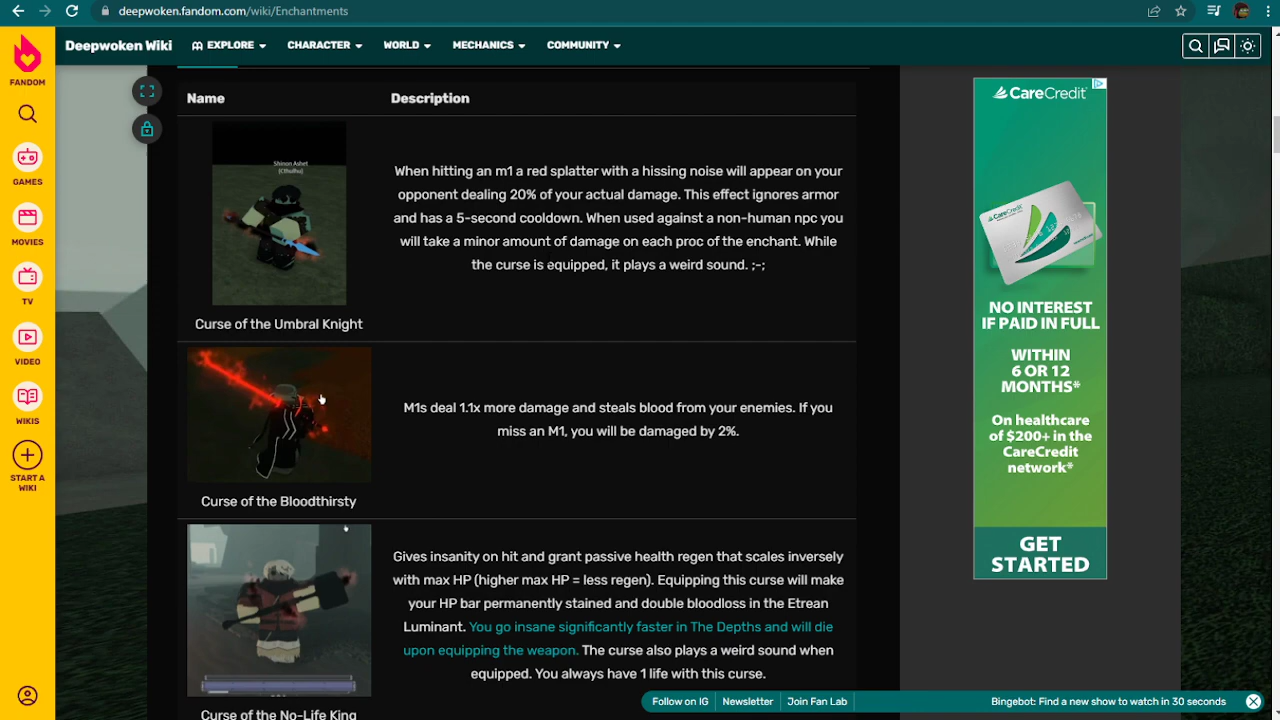 deepwoken.fandom.com/wiki/Enchantments
FANDOM
GAMES
MOVIES
TV
VIDEO
WIKIS
START A
WIKI
Deepwoken Wiki
EXPLORE
CHARACTER
WORLD
MECHANICS
COMMUNITY
Name
Description
Shinon Ashet
(Cthulhu)
Curse of the Umbral Knight
When hitting an m1 a red splatter with a hissing noise will appear on your
opponent dealing 20% of your actual damage. This effect ignores armor
and has a 5-second cooldown. When used against a non-human npc you
will take a minor amount of damage on each proc of the enchant. While
the curse is equipped, it plays a weird sound. ;-;
Curse of the Bloodthirsty
M1s deal 1.1x more damage and steals blood from your enemies. If you
miss an M1, you will be damaged by 2%.
Curse of the No-Life King
Gives insanity on hit and grant passive health regen that scales inversely
with max HP (higher max HP = less regen). Equipping this curse will make
your HP bar permanently stained and double bloodloss in the Etrean
Luminant. You go insane significantly faster in The Depths and will die
upon equipping the weapon. The curse also plays a weird sound when
equipped. You always have 1 life with this curse.
CareCredit
CareCredit
NO INTEREST
IF PAID IN FULL
WITHIN
6 OR 12
MONTHS*
On healthcare
of $200+ in the
CareCredit
network*
GET
STARTED
Follow on IG
Newsletter
Join Fan Lab
Bingebot: Find a new show to watch in 30 seconds